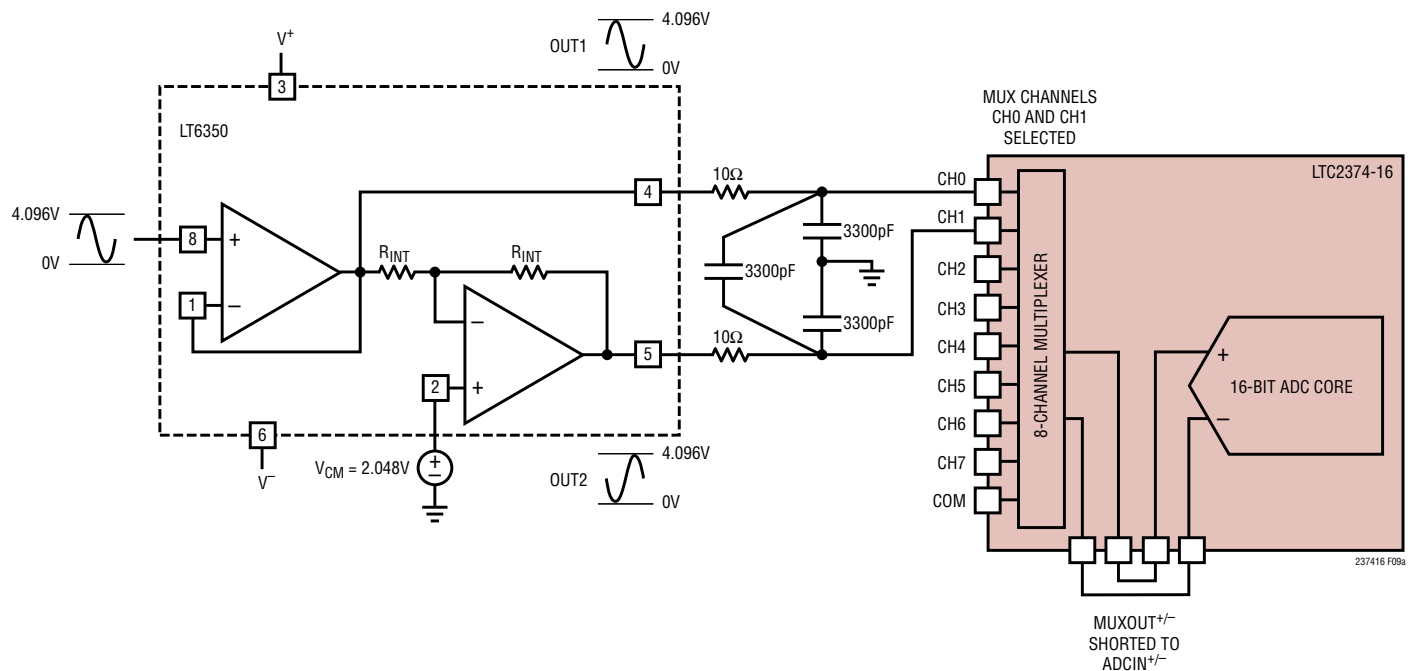 4.096V
OUT1
0V
V+
3
LT6350
MUX CHANNELS
CH0 AND CH1
SELECTED
LTC2374-16
4
10Ω
CH0
4.096V
0V
8
+
3300pF
CH1
RINT
RINT
CH2
3300pF
1
–
CH3
–
3300pF
CH4
8-CHANNEL MULTIPLEXER
+
16-BIT ADC CORE
–
5
10Ω
CH5
2
+
CH6
6
V–
VCM = 2.048V
+
–
4.096V
OUT2
0V
CH7
COM
237416 F09a
MUXOUT+/–
SHORTED TO
ADCIN+/–